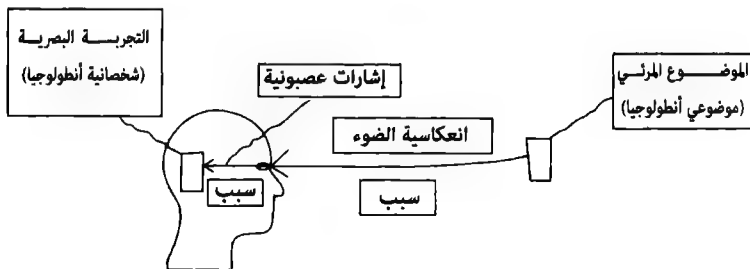 التجربة البصرية
(شخصانية أنطولوجيا)
إشارات عصبونية
الموضوع المرئي
(موضوعي أنطولوجيا)
انعكاسية الضوء
سبب
سبب